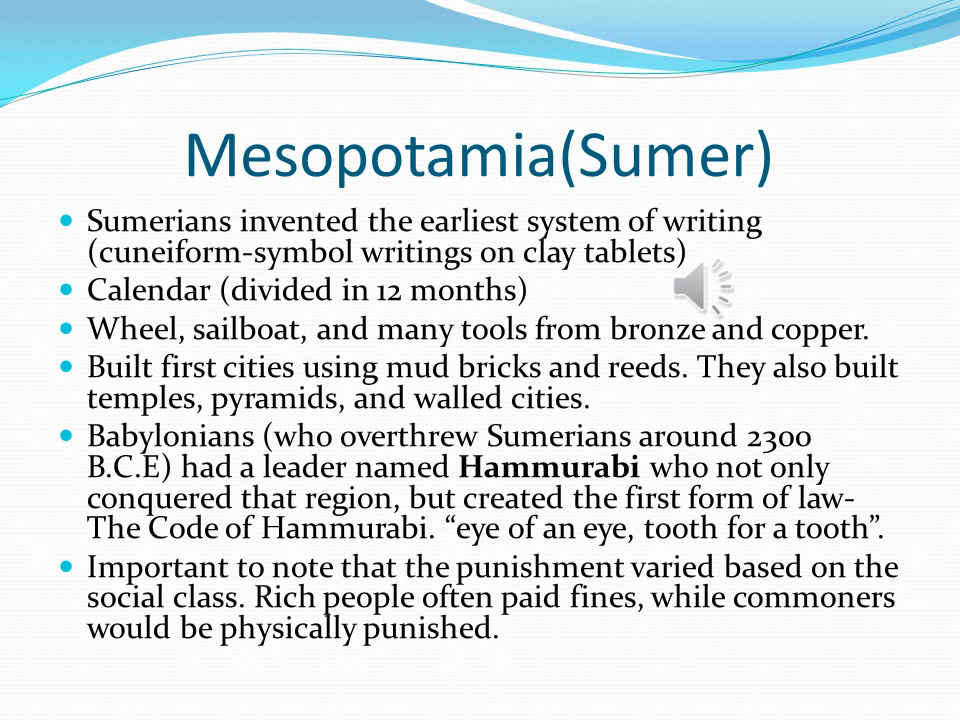 Mesopotamia(Sumer)
Sumerians invented the earliest system of writing
(cuneiform-symbol writings on clay tablets)
Calendar (divided in 12 months)
Wheel, sailboat, and many tools from bronze and copper.
Built first cities using mud bricks and reeds. They also built
temples, pyramids, and walled cities.
Babylonians (who overthrew Sumerians around 2300
B.C.E) had a leader named Hammurabi who not only
conquered that region, but created the first form of law-
The Code of Hammurabi. “eye of an eye, tooth for a tooth”.
Important to note that the punishment varied based on the
social class. Rich people often paid fines, while commoners
would be physically punished.